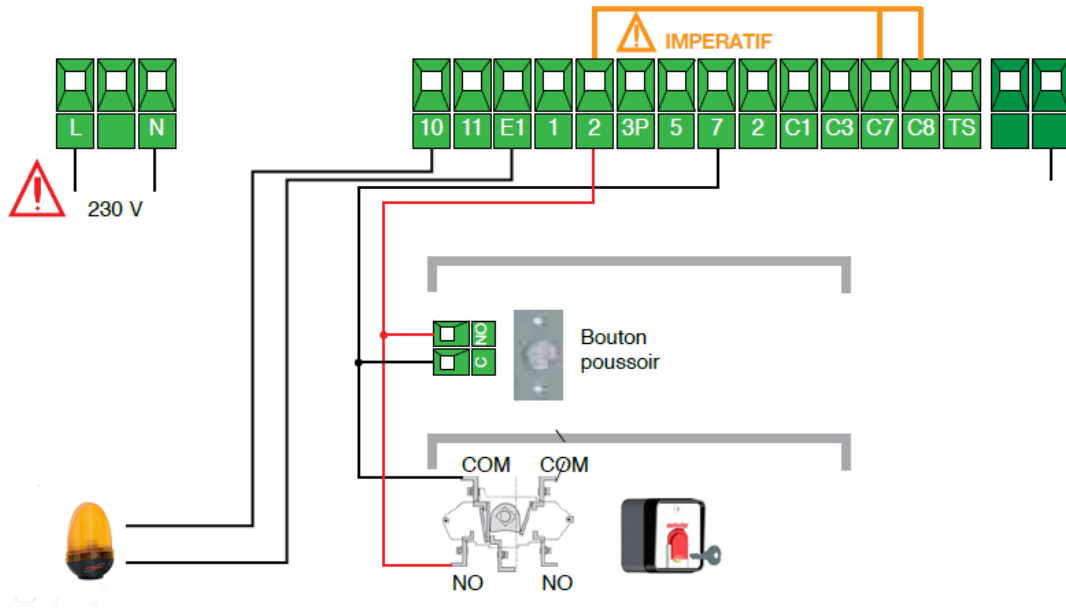 IMPERATIF
L N
10 11 E1 1 2 3P 5 7 2 C1 C3 C7 C8 TS
230 V
NO
C
Bouton
poussoir
COM COM
NO NO